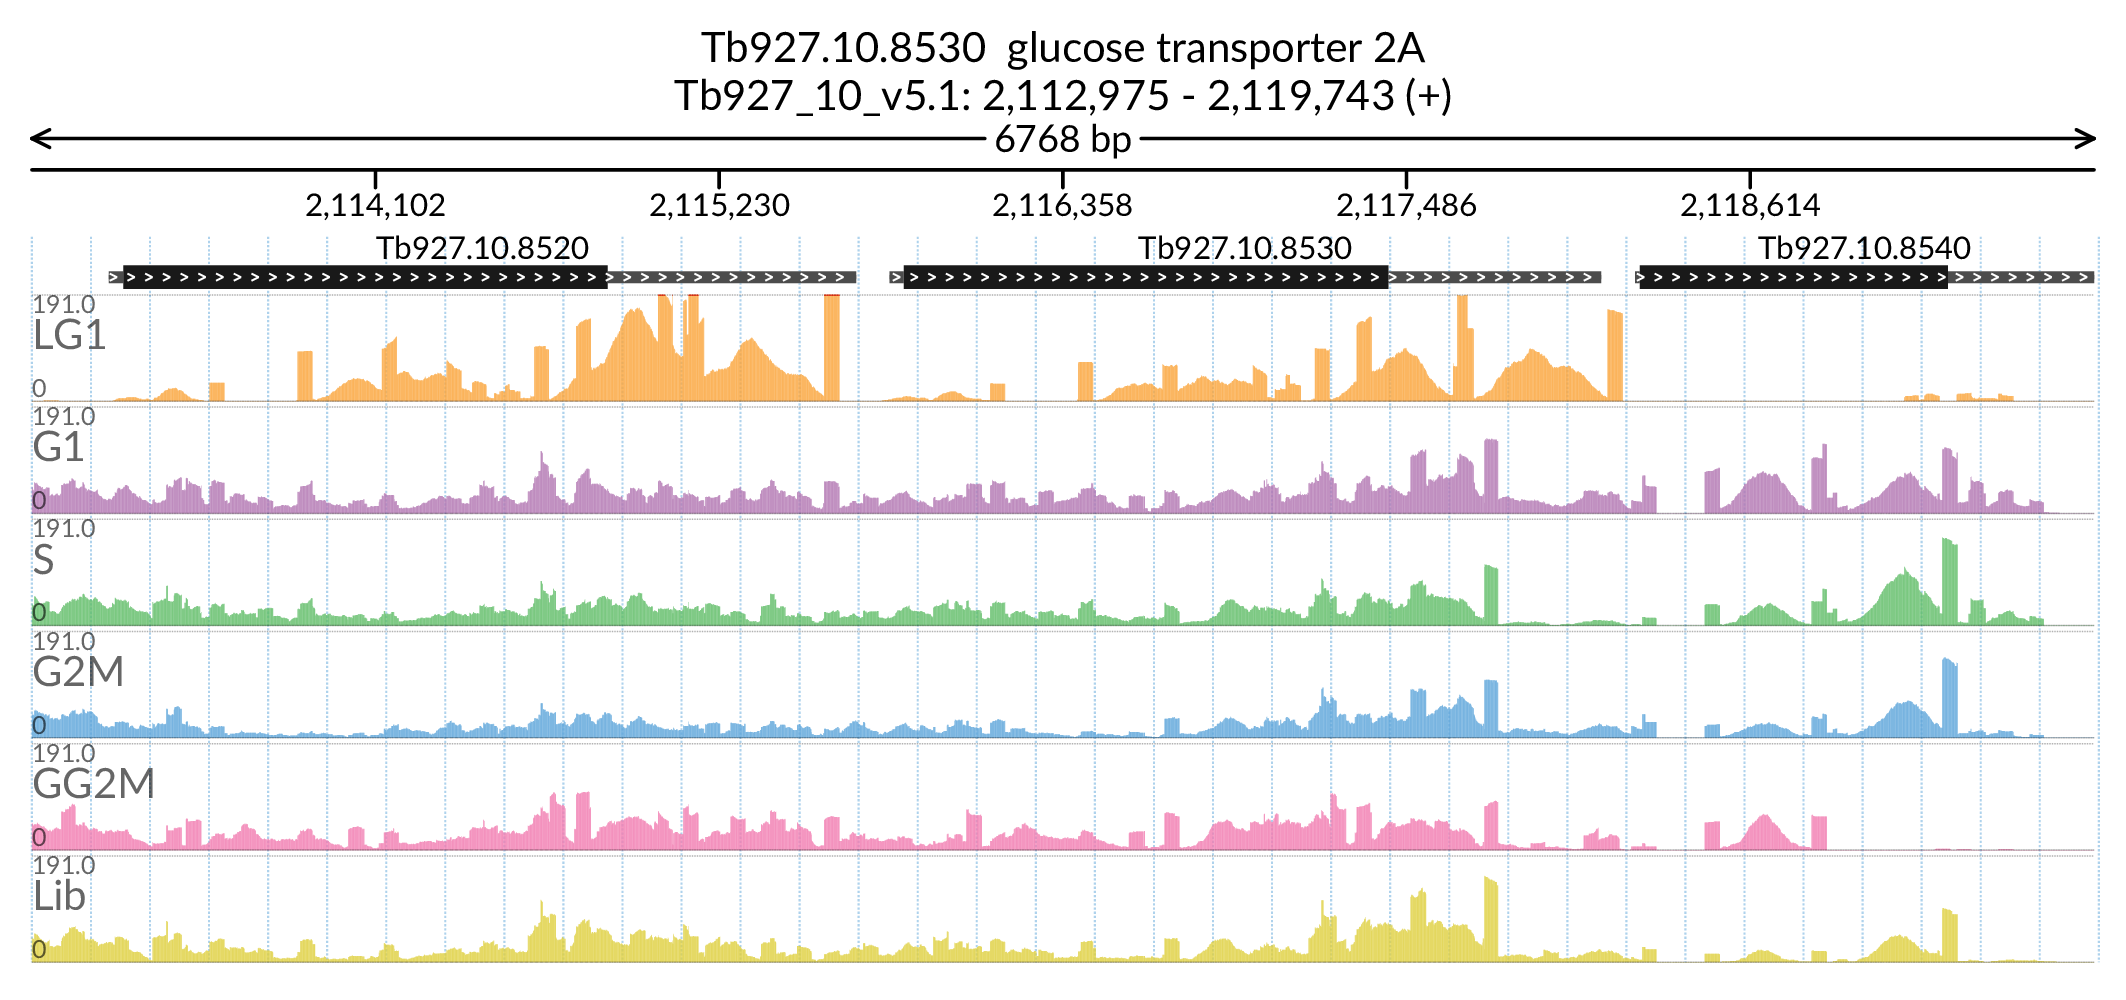 Tb927.10.8530  glucose transporter 2A
Tb927_10_v5.1: 2,112,975 - 2,119,743 (+)
6768 bp
2,114,102 2,115,230 2,116,358 2,117,486 2,118,614
Tb927.10.8520 Tb927.10.8530 Tb927.10.8540
191.0
LG1
0
191.0
G1
0
191.0
S
0
191.0
G2M
0
191.0
GG2M
0
191.0
Lib
0